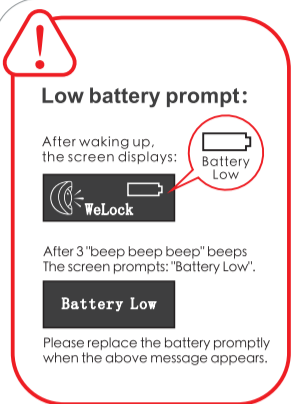 Low battery prompt:
After waking up,
the screen displays:
Battery
Low
WeLock
After 3 "beep beep beep" beeps
The screen prompts: "Battery Low".
Battery Low
Please replace the battery promptly
when the above message appears.